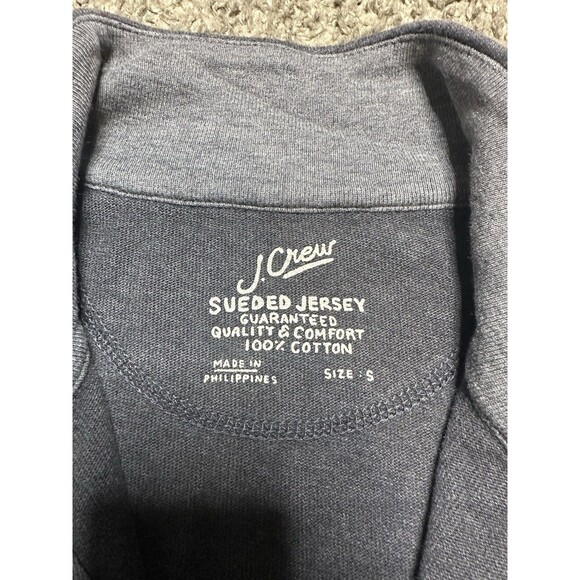 J.Crew
SUEDED JERSEY
GUARANTEED
QUALITY & COMFORT
100% COTTON
MADE IN
PHILIPPINES
SIZE : S